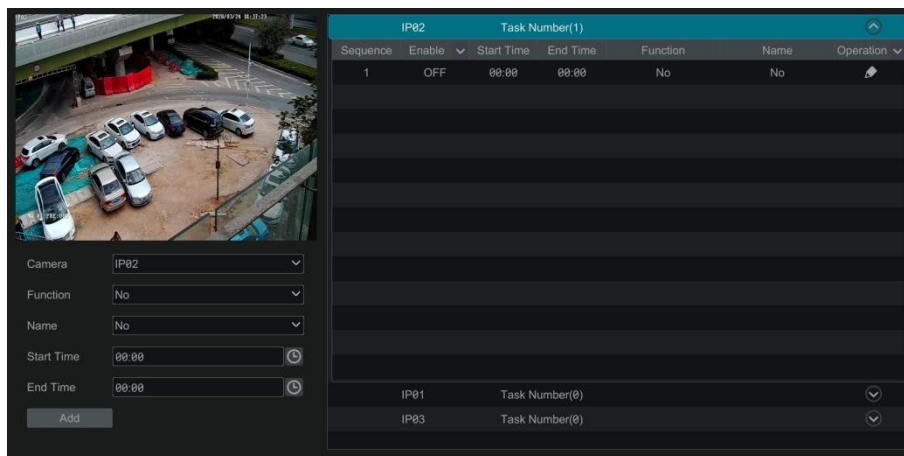 IP02 Task Number(1)
Sequence Enable Start Time End Time Function Name Operation
1 OFF 00:00 00:00 No No
Camera IP02
Function No
Name No
Start Time 00:00
End Time 00:00
Add
IP01 Task Number(0)
IP03 Task Number(0)